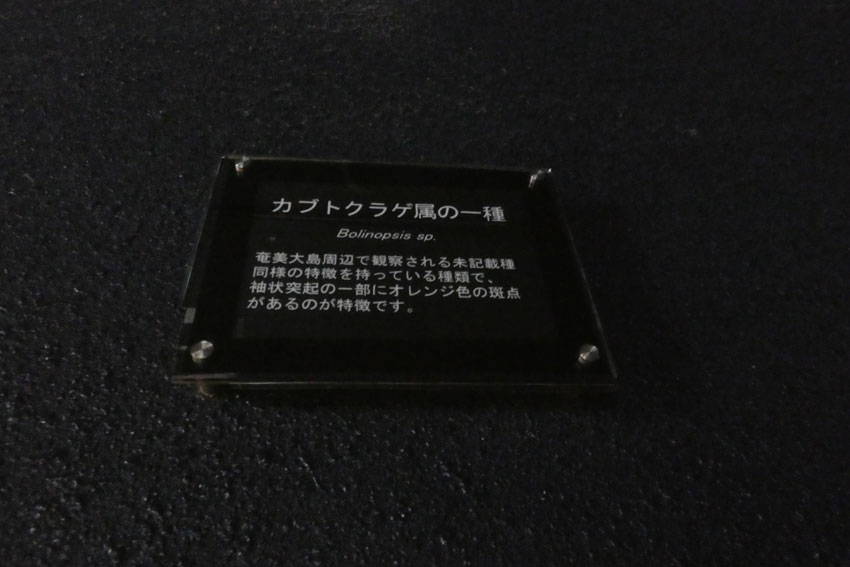 カブトクラゲ属の一種
Bolinopsis sp.
奄美大島周辺で観察される未記載種
同様の特徴を持っている種類で、
袖状突起の一部にオレンジ色の斑点
があるのが特徴です。